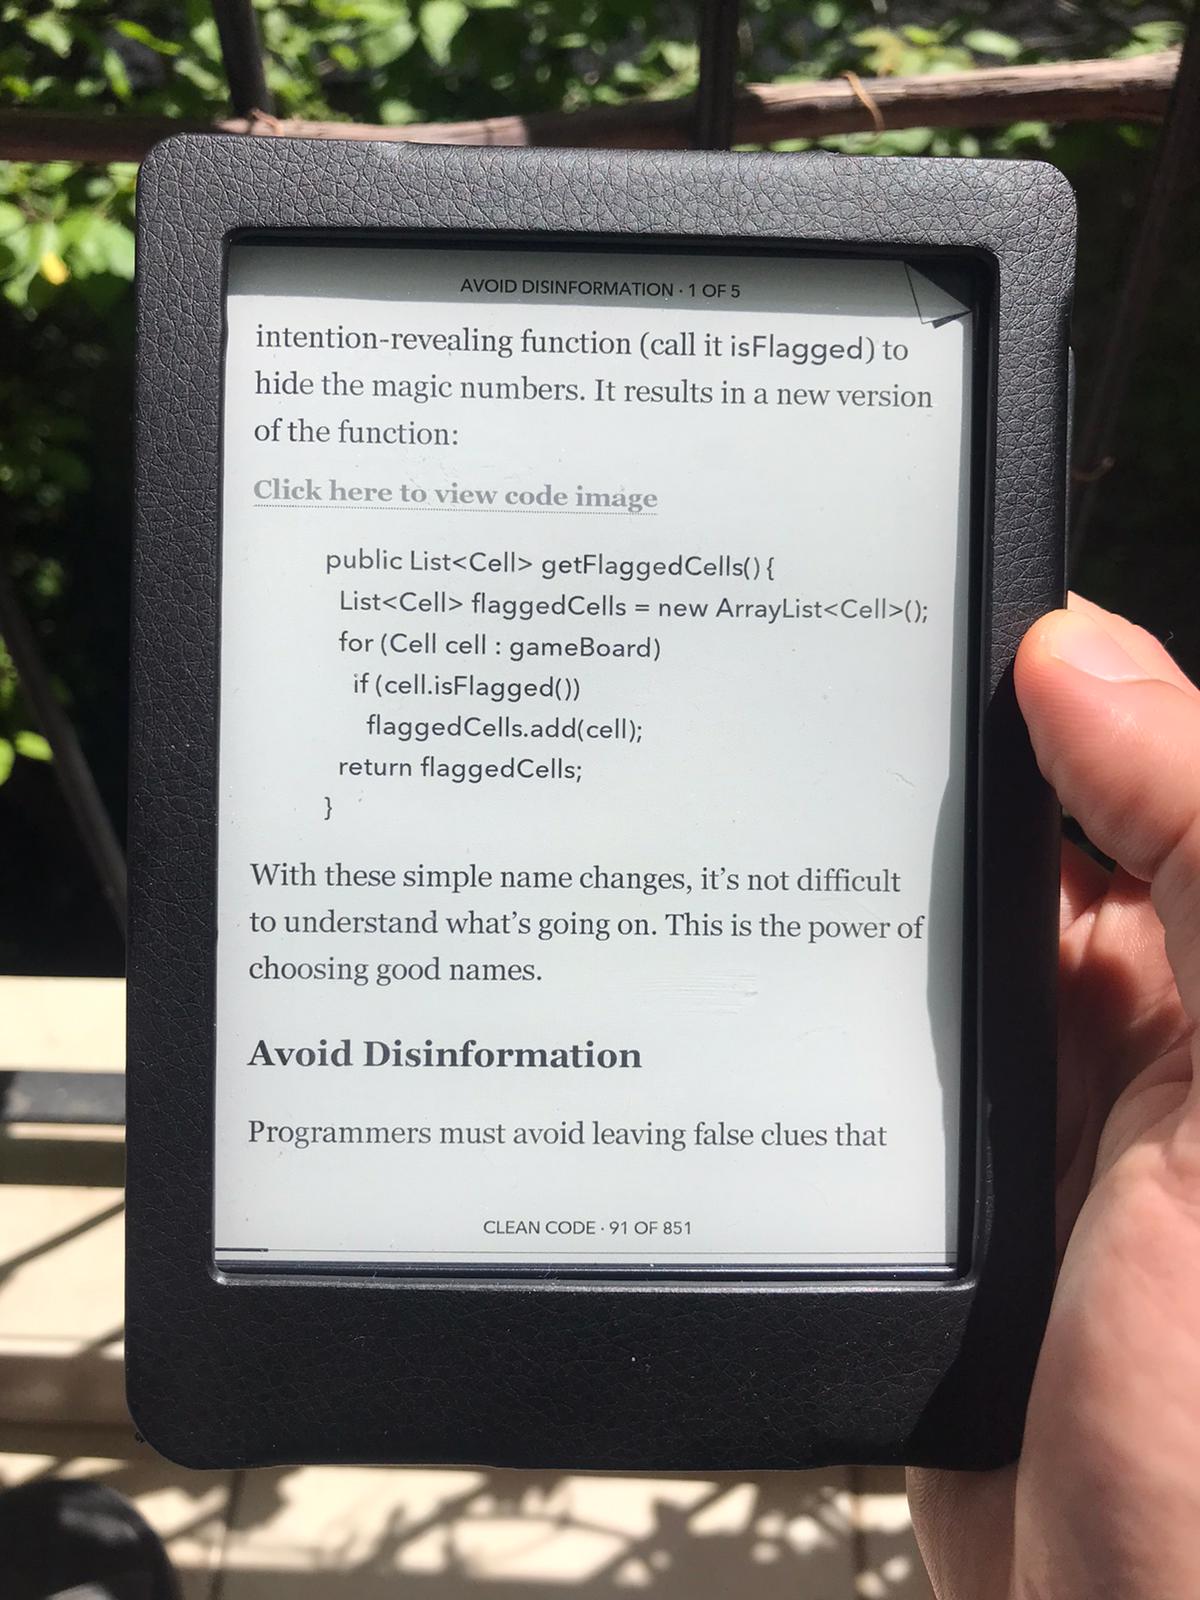 AVOID DISINFORMATION · 1 OF 5
intention-revealing function (call it isFlagged) to
hide the magic numbers. It results in a new version
of the function:
Click here to view code image
public List<Cell> getFlaggedCells() {
List<Cell> flaggedCells = new ArrayList<Cell>();
for (Cell cell : gameBoard)
if (cell.isFlagged())
flaggedCells.add(cell);
return flaggedCells;
}
With these simple name changes, it’s not difficult
to understand what’s going on. This is the power of
choosing good names.
Avoid Disinformation
Programmers must avoid leaving false clues that
CLEAN CODE · 91 OF 851